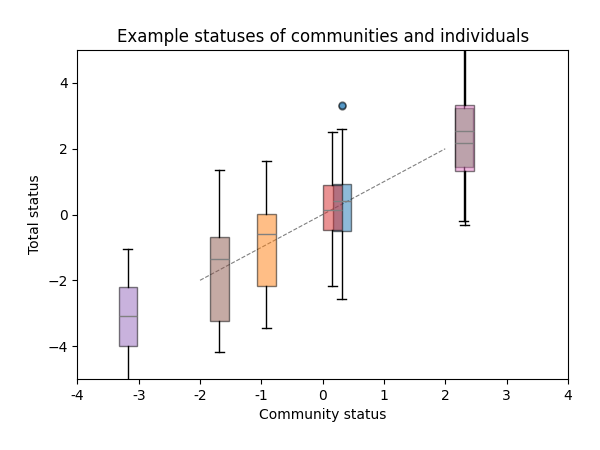 Example statuses of communities and individuals
4
2
0
−2
−4
Total status
-4 -3 -2 -1 0 1 2 3 4
Community status